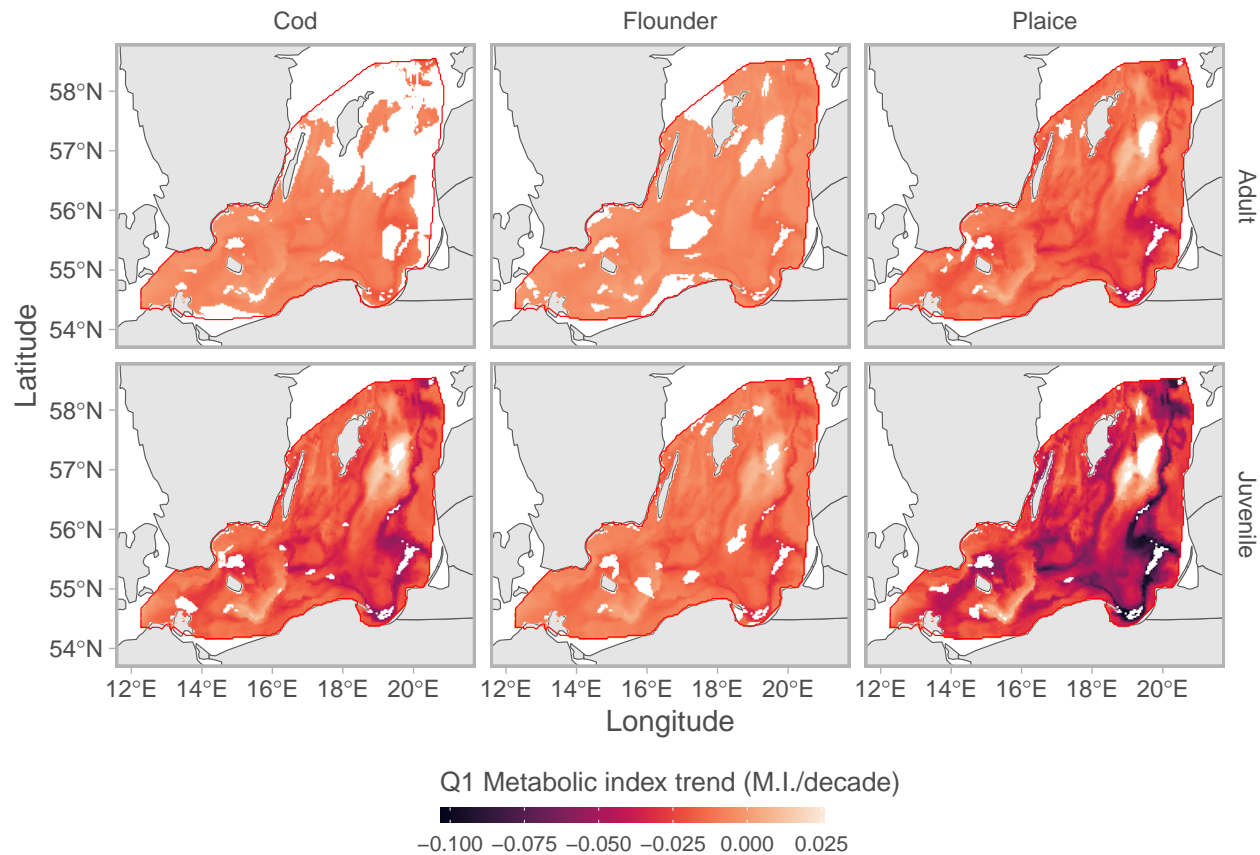 Cod Flounder Plaice
58°N
57°N
56°N
55°N
54°N
Adult
58°N
57°N
56°N
55°N
54°N
Juvenile
Latitude
12°E 14°E 16°E 18°E 20°E 12°E 14°E 16°E 18°E 20°E 12°E 14°E 16°E 18°E 20°E
Longitude
Q1 Metabolic index trend (M.I./decade)
−0.100 −0.075 −0.050 −0.025 0.000 0.025